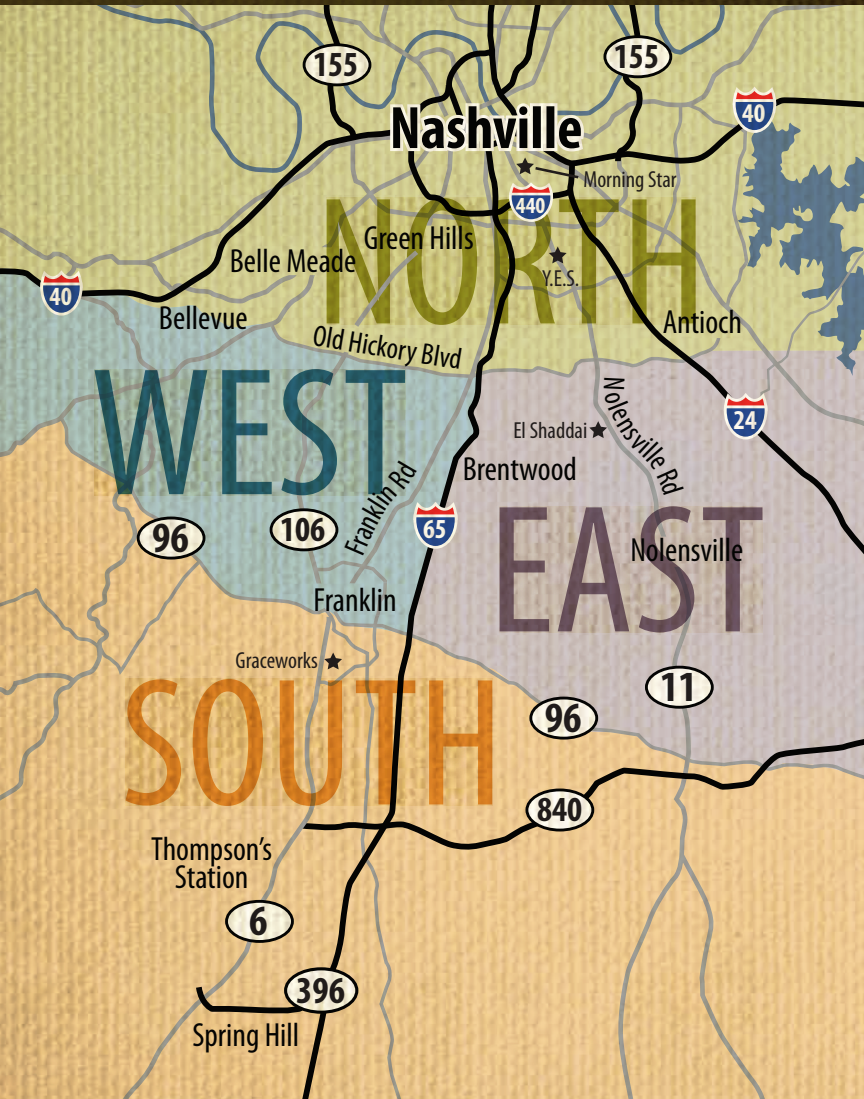 155
155
40
Nashville
Morning Star
440
NORTH
Green Hills
Belle Meade
Y.E.S.
40
Bellevue
Antioch
Old Hickory Blvd
WEST
Nolensville Rd
24
El Shaddai
Brentwood
Franklin Rd
96
106
65
EAST
Nolensville
Franklin
Graceworks
SOUTH
11
96
840
Thompson's
Station
6
396
Spring Hill